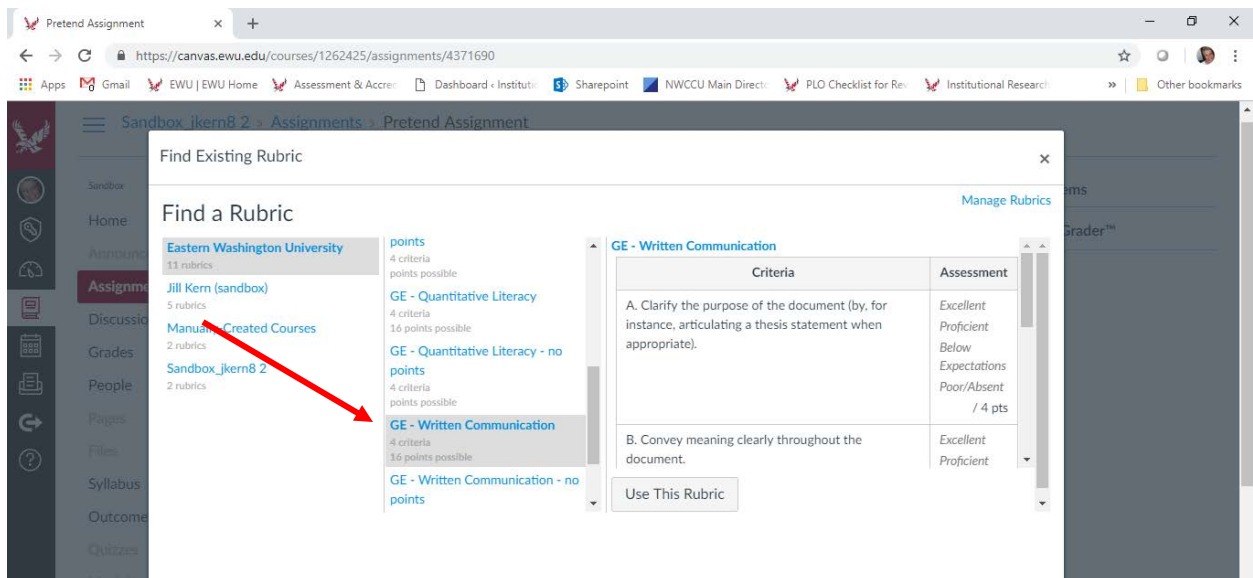 Pretend Assignment
https://canvas.ewu.edu/courses/1262425/assignments/4371690
Apps
Gmail
EWU | EWU Home
Assessment & Accred
Dashboard ‹ Institutio
Sharepoint
NWCCU Main Directo
PLO Checklist for Rev
Institutional Research
»
Other bookmarks
Sandbox_jkern8 2 › Assignments › Pretend Assignment
Find Existing Rubric
×
Sandbox
Home
Assignme
Discussio
Grades
People
Pages
Files
Syllabus
Outcome
Quizzes
ems
Grader™
Find a Rubric
Manage Rubrics
Eastern Washington University
11 rubrics
Jill Kern (sandbox)
5 rubrics
Manually-Created Courses
2 rubrics
Sandbox_jkern8 2
2 rubrics
points
4 criteria
points possible
GE - Quantitative Literacy
4 criteria
16 points possible
GE - Quantitative Literacy - no
points
4 criteria
points possible
GE - Written Communication
4 criteria
16 points possible
GE - Written Communication - no
points
GE - Written Communication
Criteria
Assessment
A. Clarify the purpose of the document (by, for
instance, articulating a thesis statement when
appropriate).
Excellent
Proficient
Below
Expectations
Poor/Absent
/ 4 pts
B. Convey meaning clearly throughout the
document.
Excellent
Proficient
Use This Rubric